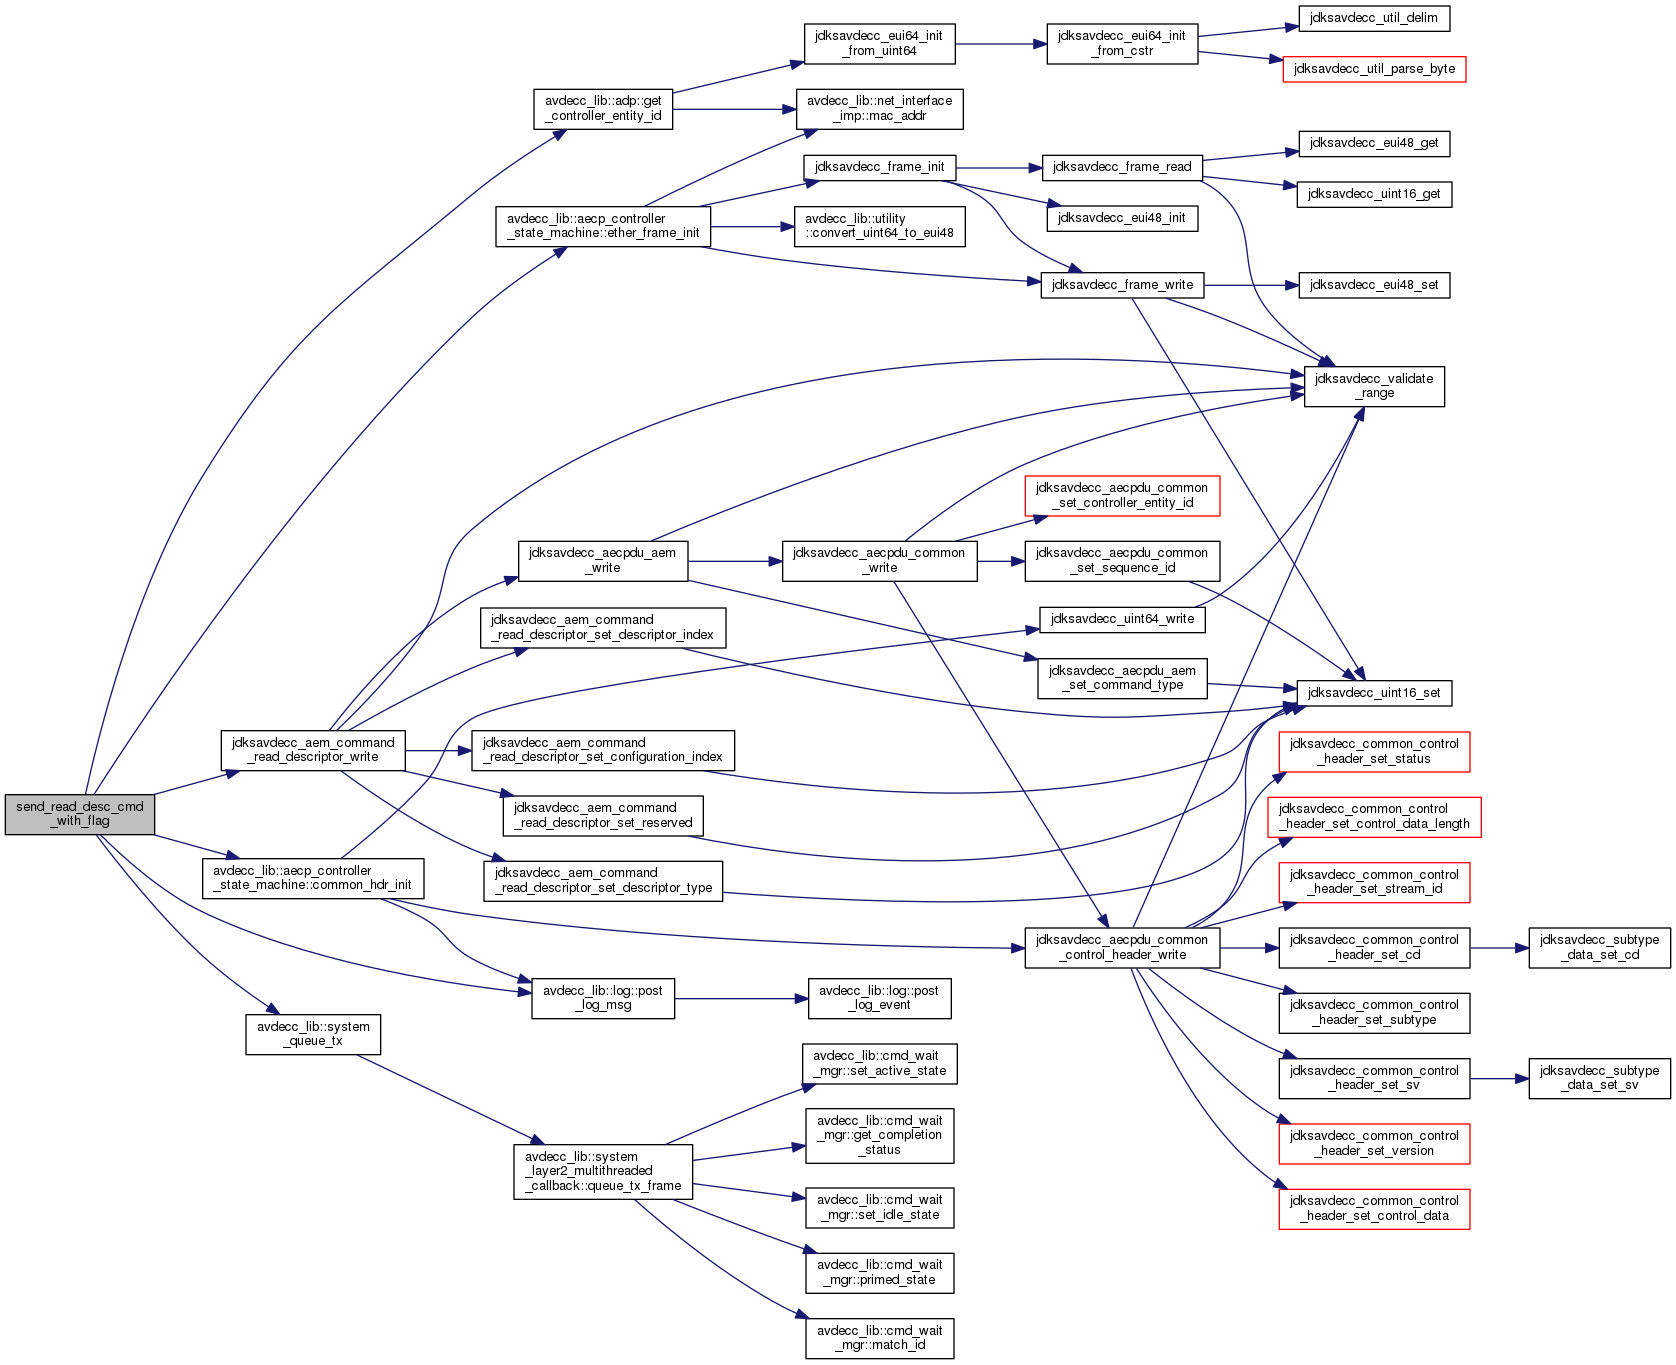 send_read_desc_cmd
_with_flag
avdecc_lib::adp::get
_controller_entity_id
jdksavdecc_eui64_init
_from_uint64
jdksavdecc_eui64_init
_from_cstr
jdksavdecc_util_delim
jdksavdecc_util_parse_byte
avdecc_lib::net_interface
_imp::mac_addr
avdecc_lib::aecp_controller
_state_machine::ether_frame_init
jdksavdecc_frame_init
jdksavdecc_frame_read
jdksavdecc_eui48_get
jdksavdecc_uint16_get
jdksavdecc_eui48_init
avdecc_lib::utility
::convert_uint64_to_eui48
jdksavdecc_frame_write
jdksavdecc_eui48_set
jdksavdecc_validate
_range
jdksavdecc_aecpdu_common
_set_controller_entity_id
jdksavdecc_aecpdu_aem
_write
jdksavdecc_aecpdu_common
_write
jdksavdecc_aecpdu_common
_set_sequence_id
jdksavdecc_aem_command
_read_descriptor_set_descriptor_index
jdksavdecc_uint64_write
jdksavdecc_aecpdu_aem
_set_command_type
jdksavdecc_uint16_set
jdksavdecc_aem_command
_read_descriptor_write
jdksavdecc_aem_command
_read_descriptor_set_configuration_index
jdksavdecc_common_control
_header_set_status
jdksavdecc_aem_command
_read_descriptor_set_reserved
jdksavdecc_common_control
_header_set_control_data_length
avdecc_lib::aecp_controller
_state_machine::common_hdr_init
jdksavdecc_aem_command
_read_descriptor_set_descriptor_type
jdksavdecc_common_control
_header_set_stream_id
jdksavdecc_aecpdu_common
_control_header_write
jdksavdecc_common_control
_header_set_cd
jdksavdecc_subtype
_data_set_cd
avdecc_lib::log::post
_log_msg
avdecc_lib::log::post
_log_event
jdksavdecc_common_control
_header_set_subtype
avdecc_lib::system
_queue_tx
avdecc_lib::cmd_wait
_mgr::set_active_state
jdksavdecc_common_control
_header_set_sv
jdksavdecc_subtype
_data_set_sv
avdecc_lib::system
_layer2_multithreaded
_callback::queue_tx_frame
avdecc_lib::cmd_wait
_mgr::get_completion
_status
jdksavdecc_common_control
_header_set_version
avdecc_lib::cmd_wait
_mgr::set_idle_state
jdksavdecc_common_control
_header_set_control_data
avdecc_lib::cmd_wait
_mgr::primed_state
avdecc_lib::cmd_wait
_mgr::match_id